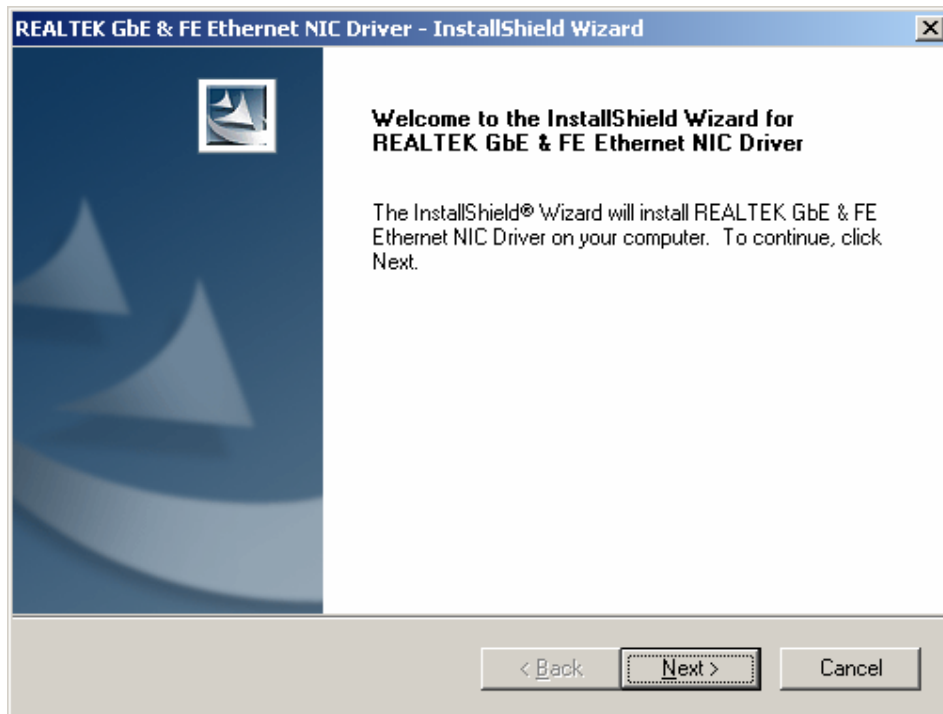 REALTEK GbE & FE Ethernet NIC Driver - InstallShield Wizard
Welcome to the InstallShield Wizard for
REALTEK GbE & FE Ethernet NIC Driver
The InstallShield® Wizard will install REALTEK GbE & FE
Ethernet NIC Driver on your computer.  To continue, click
Next.
< Back
Next >
Cancel